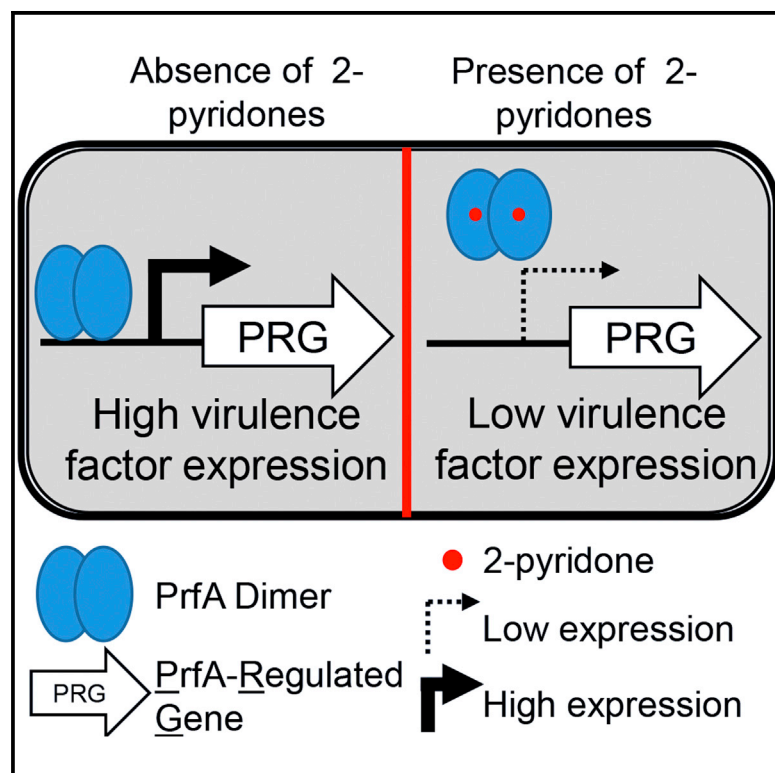 Absence of 2-
pyridones
Presence of 2-
pyridones
PRG
High virulence
factor expression
PRG
Low virulence
factor expression
PrfA Dimer
PRG
PrfA-Regulated
Gene
2-pyridone
Low expression
High expression